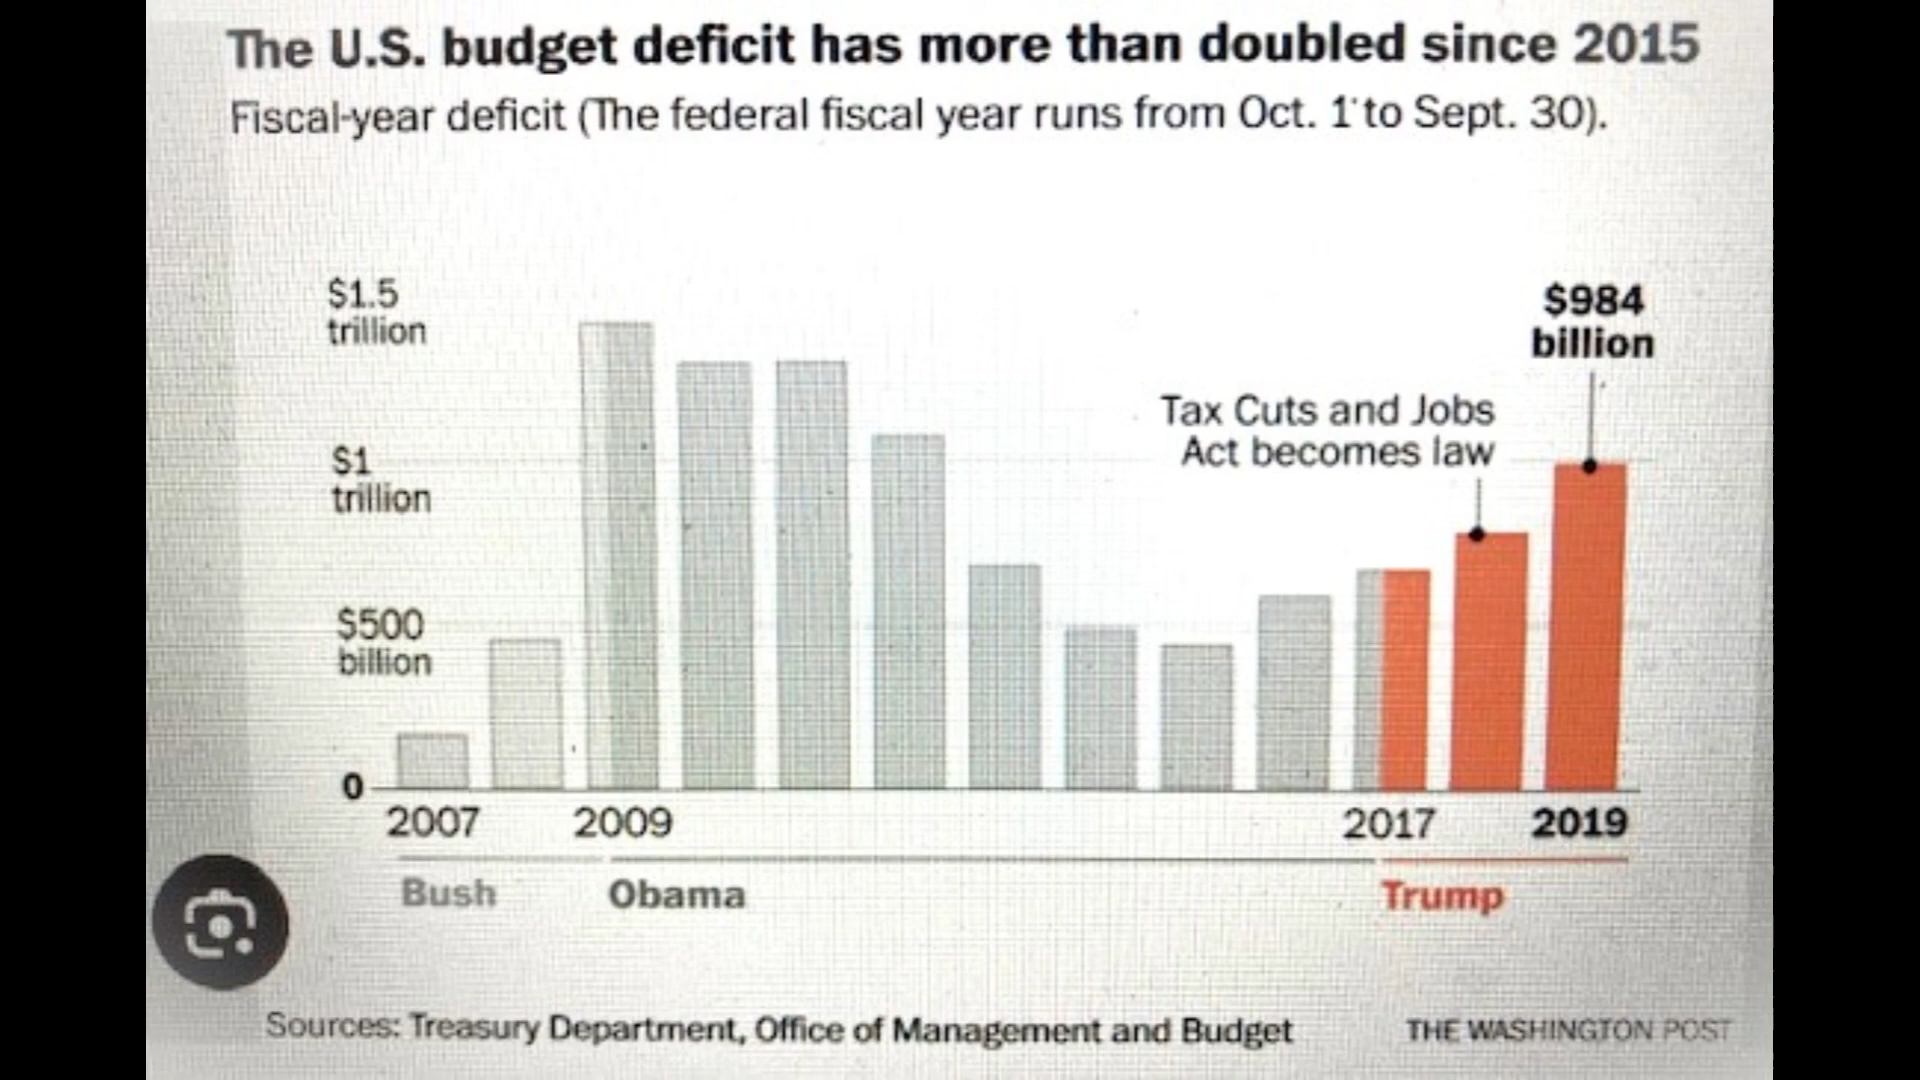 The U.S. budget deficit has more than doubled since 2015
Fiscal-year deficit (The federal fiscal year runs from Oct. 1 to Sept. 30).
$1.5
trillion
$984
billion
Tax Cuts and Jobs
Act becomes law
$1
trillion
$500
billion
0
2007 2009 2017 2019
Bush Obama Trump
Sources: Treasury Department, Office of Management and Budget THE WASHINGTON POST